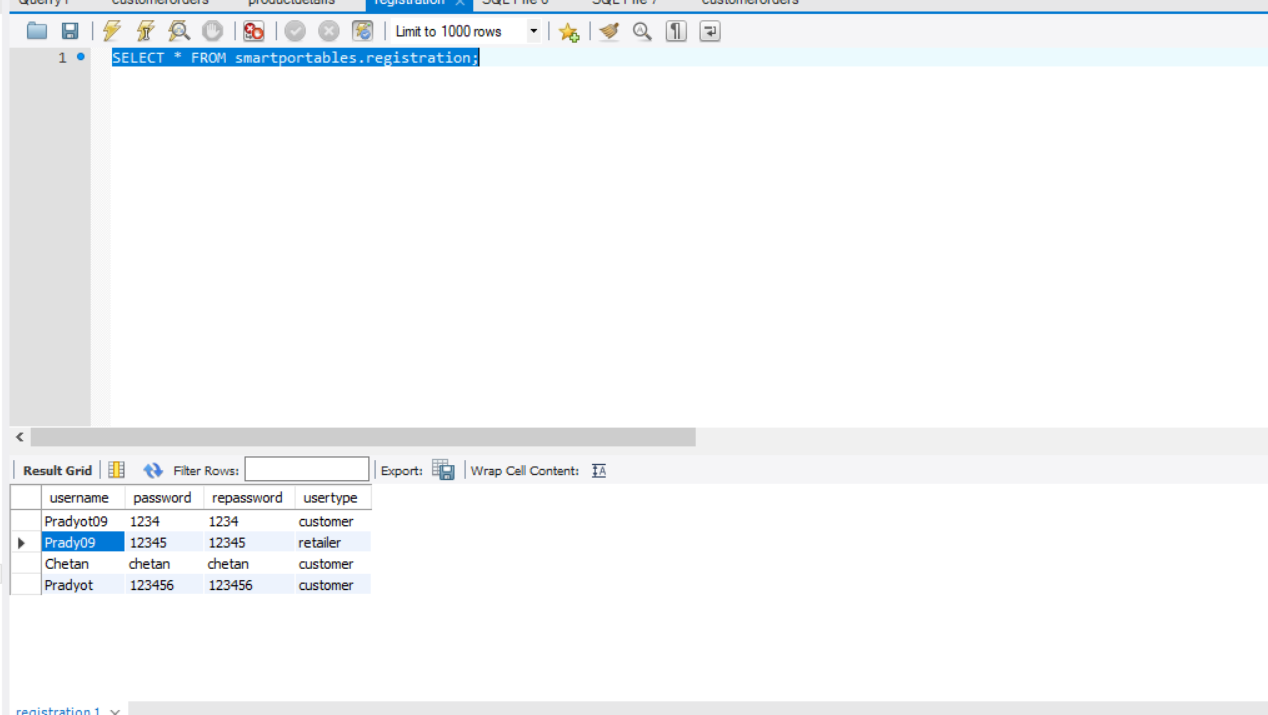 Query 1 customerorders productdetails registration SQL File 6 SQL File 7 customerorders
Limit to 1000 rows
1 SELECT * FROM smartportables.registration;
Result Grid Filter Rows: Export: Wrap Cell Content:
username password repassword usertype
Pradyot09 1234 1234 customer
Prady09 12345 12345 retailer
Chetan chetan chetan customer
Pradyot 123456 123456 customer
registration 1